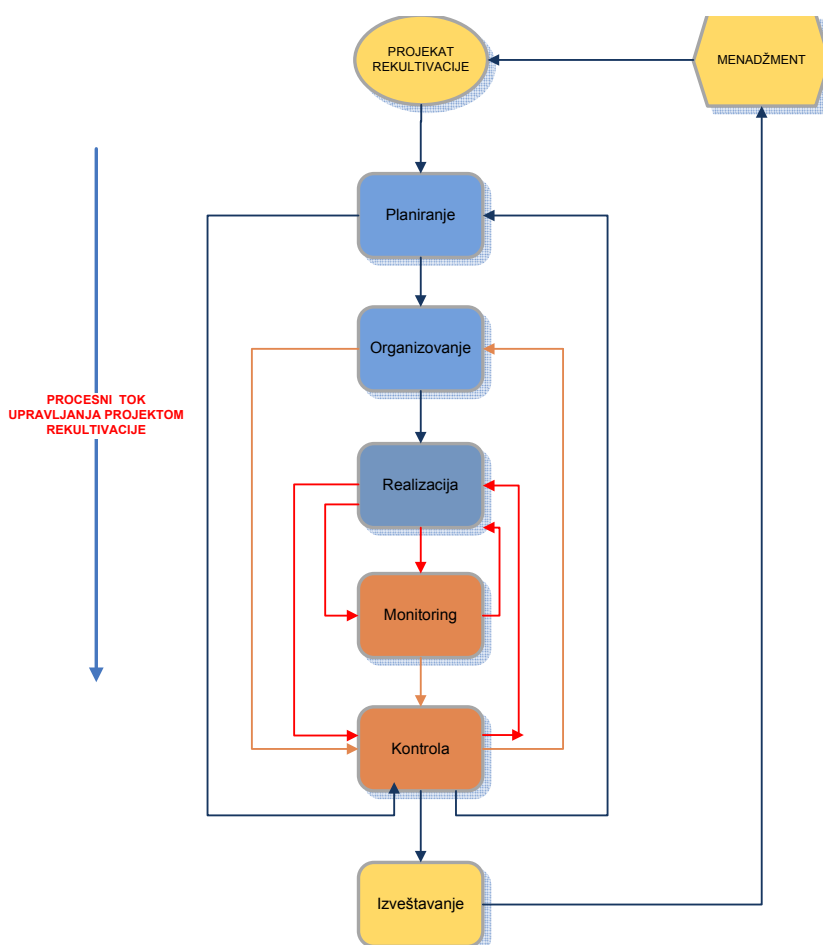 PROJEKAT
REKULTIVACIJE
MENADŽMENT
Planiranje
Organizovanje
PROCESNI TOK
UPRAVLJANJA PROJEKTOM
REKULTIVACIJE
Realizacija
Monitoring
Kontrola
Izveštavanje